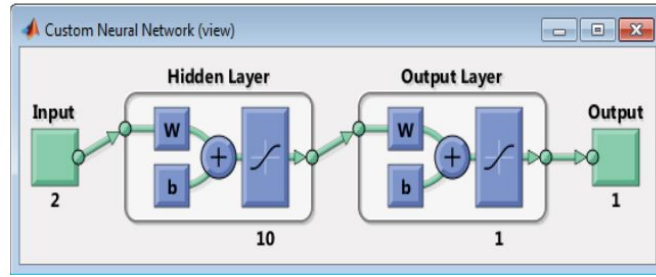 Custom Neural Network (view)
Hidden Layer
Output Layer
Input
Output
W
W
b
b
2
10
1
1